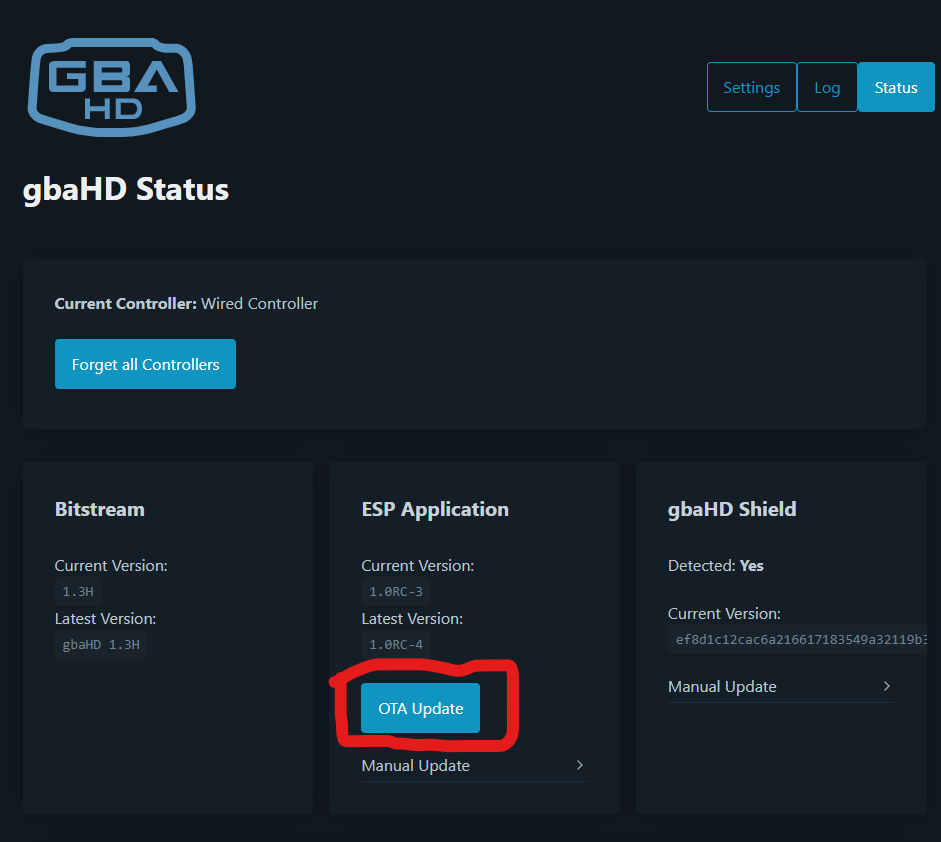 GBA
HD
Settings
Log
Status
gbaHD Status
Current Controller: Wired Controller
Forget all Controllers
Bitstream
Current Version:
1.3H
Latest Version:
gbaHD 1.3H
ESP Application
Current Version:
1.0RC-3
Latest Version:
1.0RC-4
OTA Update
Manual Update
gbaHD Shield
Detected: Yes
Current Version:
ef8d1c12cac6a216617183549a32119b3
Manual Update